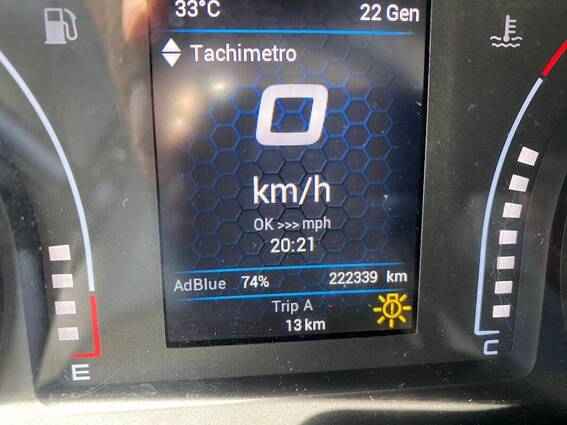 33°C 22 Gen
Tachimetro
0
km/h
OK >>> mph
20:21
AdBlue 74% 222339 km
Trip A
13 km
E
C